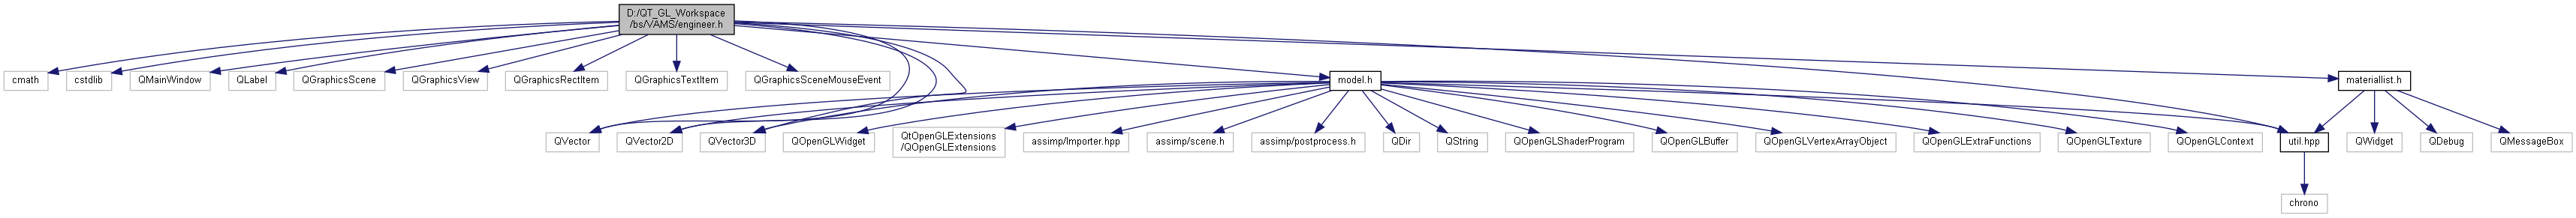 D:/QT_GL_Workspace
/bs/VAMS/engineer.h
cmath
cstdlib
QMainWindow
QLabel
QGraphicsScene
QGraphicsView
QGraphicsRectItem
QGraphicsTextItem
QGraphicsSceneMouseEvent
model.h
materiallist.h
QVector
QVector2D
QVector3D
QOpenGLWidget
QtOpenGLExtensions
/QOpenGLExtensions
assimp/Importer.hpp
assimp/scene.h
assimp/postprocess.h
QDir
QString
QOpenGLShaderProgram
QOpenGLBuffer
QOpenGLVertexArrayObject
QOpenGLExtraFunctions
QOpenGLTexture
QOpenGLContext
util.hpp
QWidget
QDebug
QMessageBox
chrono